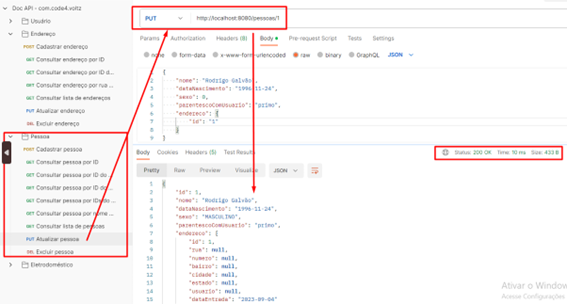 Doc API - com.code4.voltz
Usuário
Endereço
POST Cadastrar endereço
GET Consultar endereço por ID
GET Consultar endereço por ID d...
GET Consultar endereço por rua ...
GET Consultar lista de endereços
PUT Atualizar endereço
DEL Excluir endereço
Pessoa
POST Cadastrar pessoa
GET Consultar pessoa por ID
GET Consultar pessoa por ID do ...
GET Consultar pessoa por ID do ...
GET Consultar pessoa por
GET Consultar pessoa por nome ...
GET Consultar lista de pessoas
PUT Atualizar pessoa
DEL Excluir pessoa
Eletrodoméstico
PUT http://localhost:8080/pessoas/1
Params Authorization Headers (8) Body Pre-request Script Tests Settings
none form-data x-www-form-urlencoded raw binary GraphQL JSON
1 {
2 "nome": "Rodrigo Galvão",
3 "dataNascimento": "1996-11-24",
4 "sexo": 0,
5 "parentescoComUsuario": "primo",
6 "endereco": {
7 "id": "1"
8 }
9 }
Body Cookies Headers (5) Test Results Status: 200 OK Time: 10 ms Size: 433 B
Pretty Raw Preview Visualize JSON
1 {
2 "id": 1,
3 "nome": "Rodrigo Galvão",
4 "dataNascimento": "1996-11-24",
5 "sexo": "MASCULINO",
6 "parentescoComUsuario": "primo",
7 "endereco": {
8 "id": 1,
9 "rua": null,
10 "numero": null,
11 "bairro": null,
12 "cidade": null,
13 "estado": null,
14 "usuario": null,
15 "dataEntrada": "2023-09-04"
Ativar o Window
Acesse Configurações